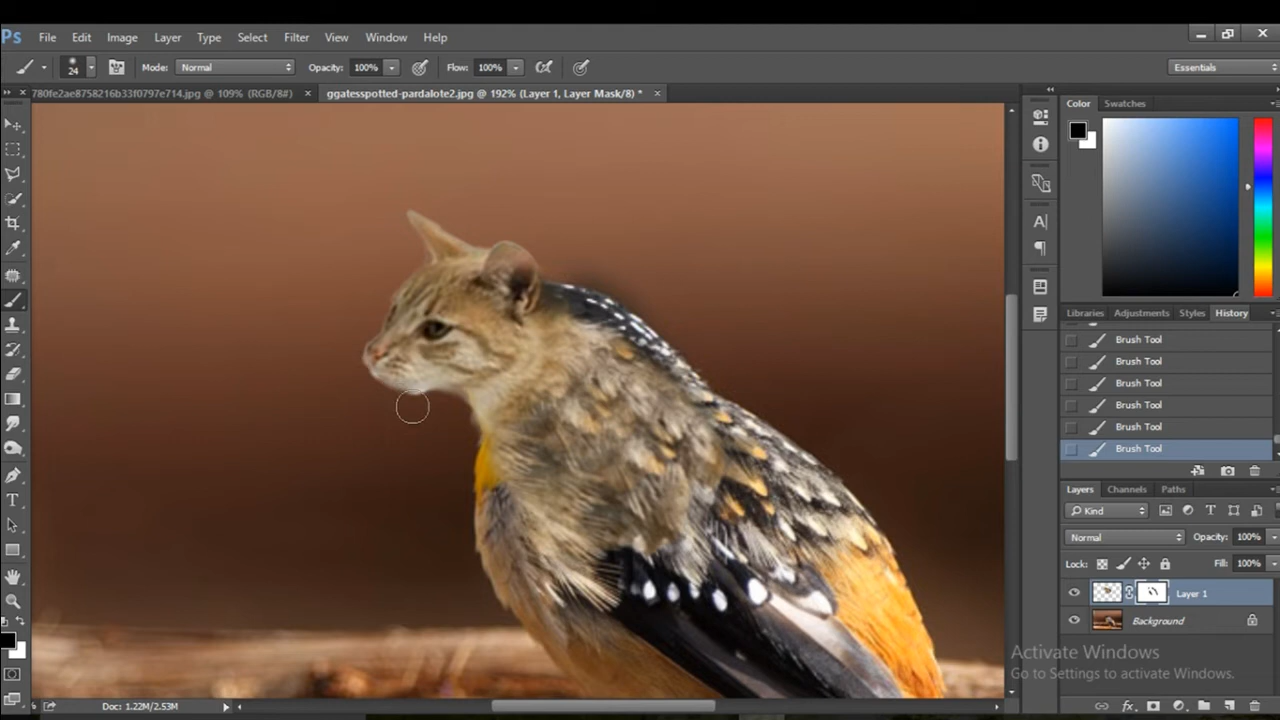 Ps File Edit Image Layer Type Select Filter View Window Help
24 Mode: Normal Opacity: 100% Flow: 100% Essentials
780fe2ae8758216b33f0797e714.jpg @ 109% (RGB/8#) × ggatesspotted-pardalote2.jpg @ 192% (Layer 1, Layer Mask/8) * ×
Color Swatches
Libraries Adjustments Styles History
Brush Tool
Brush Tool
Brush Tool
Brush Tool
Brush Tool
Brush Tool
Layers Channels Paths
Kind
Normal Opacity: 100%
Lock: Fill: 100%
Layer 1
Background
Activate Windows
Go to Settings to activate Windows.
Doc: 1.22M/2.53M